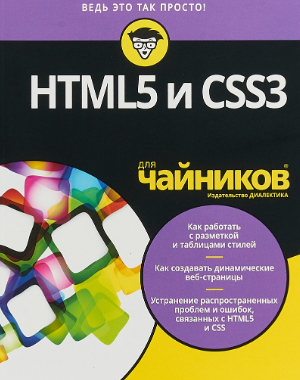 ВЕДЬ ЭТО ТАК ПРОСТО!
HTML5 и CSS3
для
чайников®
Издательство ДИАЛЕКТИКА
Как работать
с разметкой
и таблицами стилей
Как создавать динамические
веб-страницы
Устранение распространенных
проблем и ошибок,
связанных с HTML5
и CSS